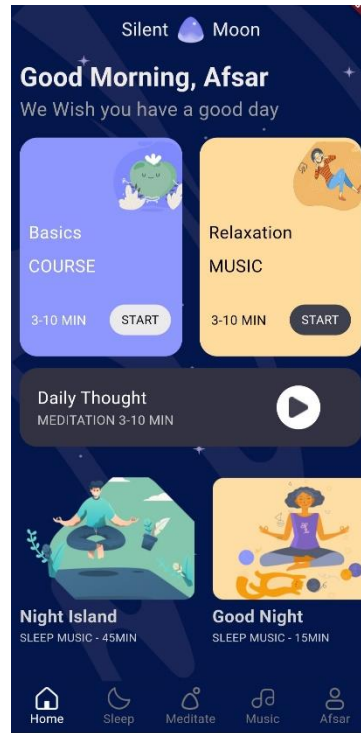 Silent Moon
Good Morning, Afsar
We Wish you have a good day
Basics
COURSE
3-10 MIN START
Relaxation
MUSIC
3-10 MIN START
Daily Thought
MEDITATION 3-10 MIN
Night Island
SLEEP MUSIC - 45MIN
Good Night
SLEEP MUSIC - 15MIN
Home Sleep Meditate Music Afsar